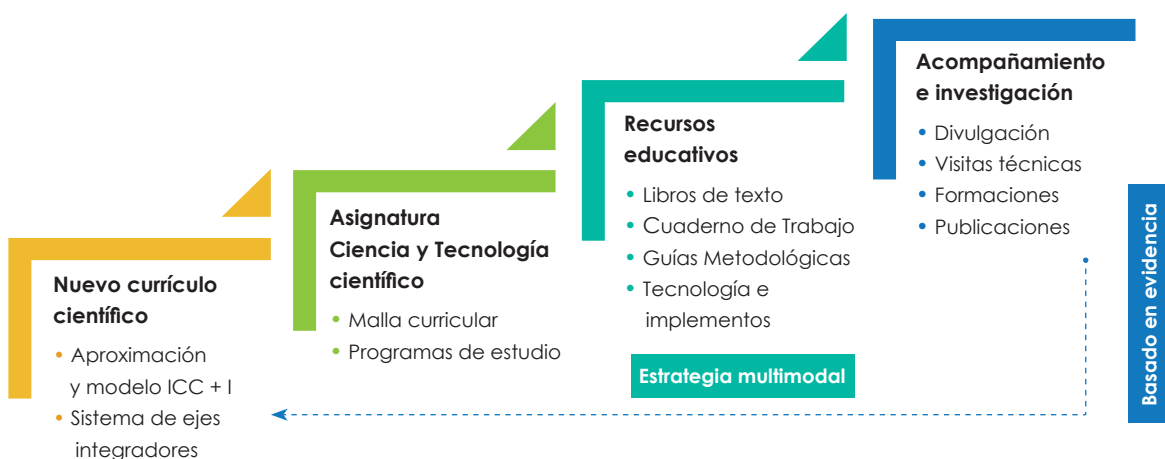 Nuevo currículo
científico
• Aproximación
y modelo ICC + I
• Sistema de ejes
integradores
Asignatura
Ciencia y Tecnología
científico
• Malla curricular
• Programas de estudio
Recursos
educativos
• Libros de texto
• Cuaderno de Trabajo
• Guías Metodológicas
• Tecnología e
implementos
Estrategia multimodal
Acompañamiento
e investigación
• Divulgación
• Visitas técnicas
• Formaciones
• Publicaciones
Basado en evidencia